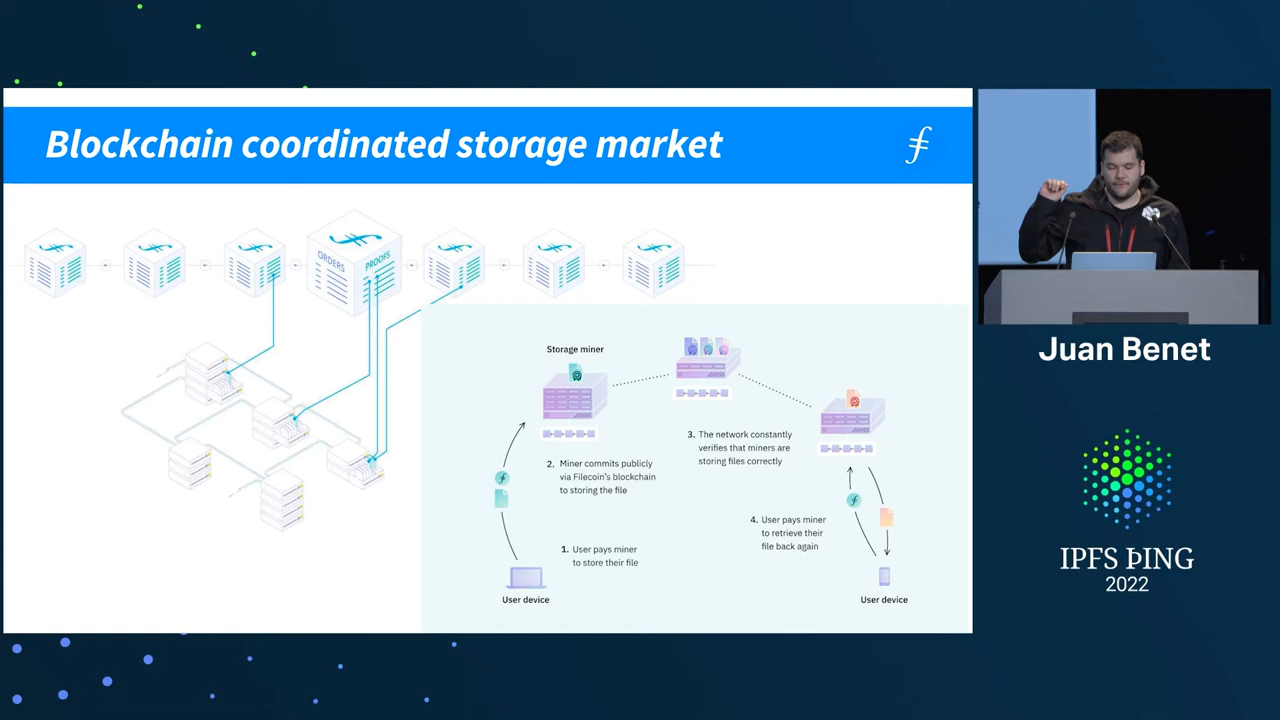 Blockchain coordinated storage market
ORDERS
PROOFS
Storage miner
2. Miner commits publicly
via Filecoin's blockchain
to storing the file
1. User pays miner
to store their file
User device
3. The network constantly
verifies that miners are
storing files correctly
4. User pays miner
to retrieve their
file back again
User device
Juan Benet
IPFS ÞING
2022